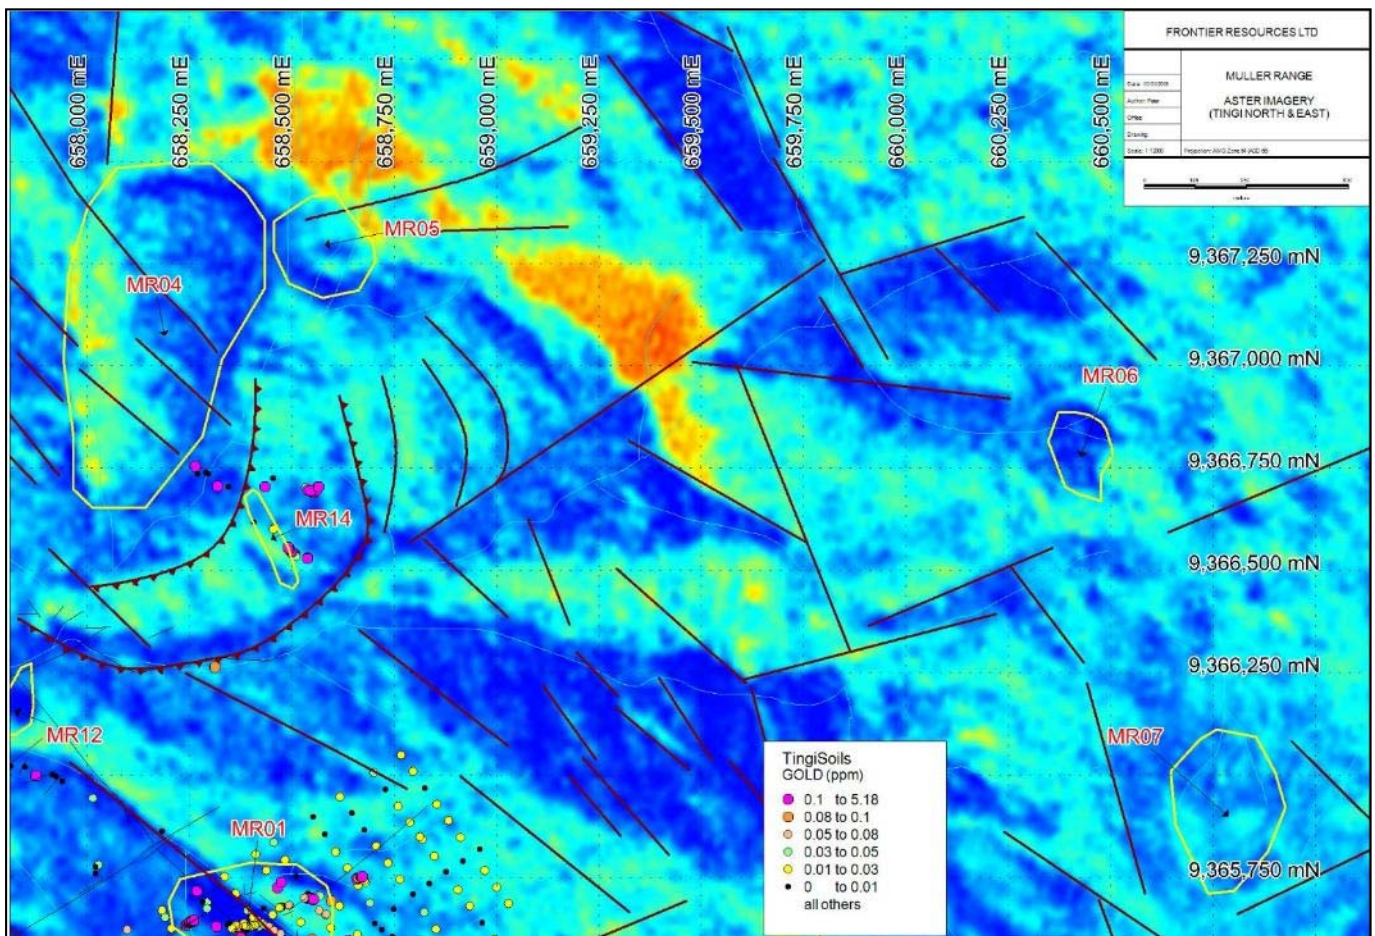 FRONTIER RESOURCES LTD
MULLER RANGE
ASTER IMAGERY
(TINGI NORTH & EAST)
Office:
Drawing:
658,000 mE
658,250 mE
658,500 mE
658,750 mE
659,000 mE
659,250 mE
659,500 mE
659,750 mE
660,000 mE
660,250 mE
660,500 mE
MR05
9,367,250 mN
MR04
9,367,000 mN
MR06
9,366,750 mN
MR14
9,366,500 mN
9,366,250 mN
MR12
MR07
TingiSoils
GOLD (ppm)
0.1 to 5.18
0.08 to 0.1
0.05 to 0.08
0.03 to 0.05
0.01 to 0.03
0 to 0.01
all others
MR01
9,365,750 mN